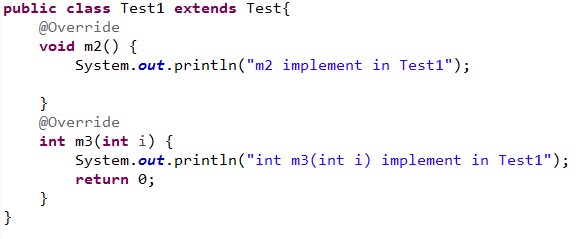 public class Test1 extends Test{
@Override
void m2() {
System.out.println("m2 implement in Test1");
}
@Override
int m3(int i) {
System.out.println("int m3(int i) implement in Test1");
return 0;
}
}